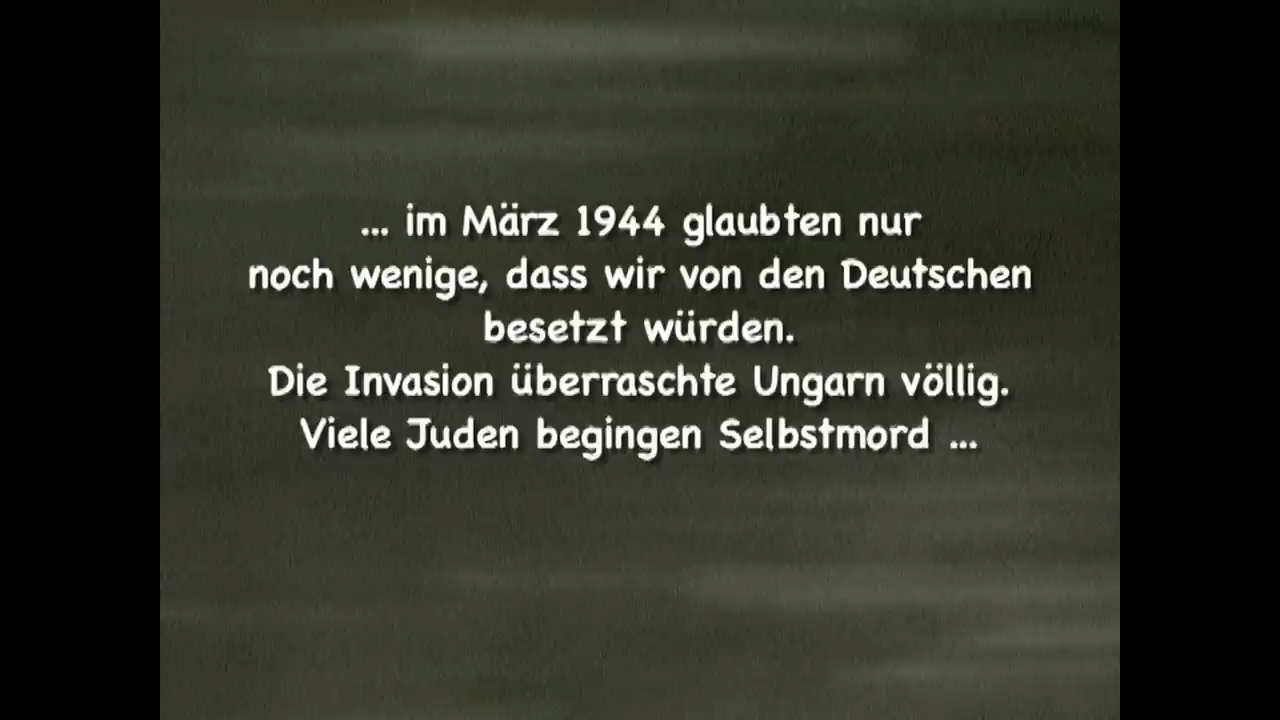 ... im März 1944 glaubten nur
noch wenige, dass wir von den Deutschen
besetzt würden.
Die Invasion überraschte Ungarn völlig.
Viele Juden begingen Selbstmord ...